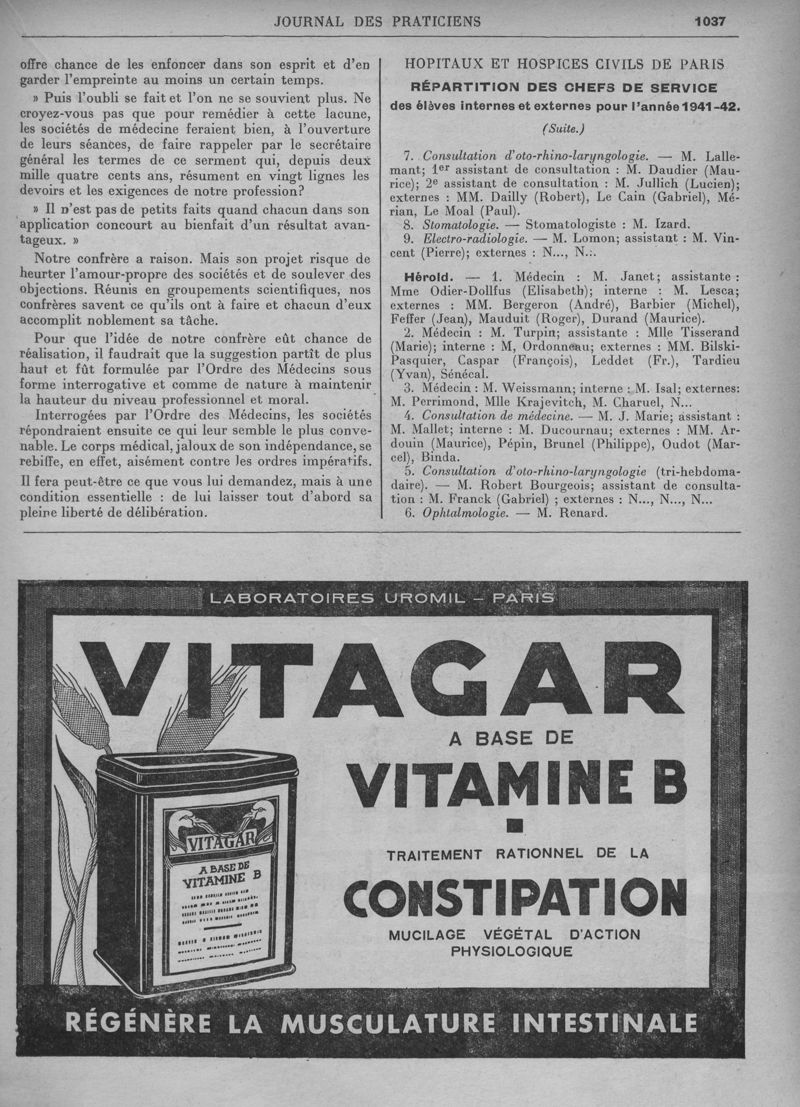 JOURNAL DES PRATICIENS
1037
offre chance de les enfoncer dans son esprit et d'en
garder l'empreinte au moins un certain temps.
» Puis l'oubli se fait et l'on ne se souvient plus. Ne
croyez-vous pas que pour remédier à cette lacune,
les sociétés de médecine feraient bien, à l'ouverture
de leurs séances, de faire rappeler par le secrétaire
général les termes de ce serment qui, depuis deux
mille quatre cents ans, résument en vingt lignes les
devoirs et les exigences de notre profession?
» Il n'est pas de petits faits quand chacun dans son
application concourt au bienfait d'un résultat avan-
tageux. »
Notre confrère a raison. Mais son projet risque de
heurter l'amour-propre des sociétés et de soulever des
objections. Réunis en groupements scientifiques, nos
confrères savent ce qu'ils ont à faire et chacun d'eux
accomplit noblement sa tâche.
Pour que l'idée de notre confrère eût chance de
réalisation, il faudrait que la suggestion partît de plus
haut et fût formulée par l'Ordre des Médecins sous
forme interrogative et comme de nature à maintenir
la hauteur du niveau professionnel et moral.
Interrogées par l'Ordre des Médecins, les sociétés
répondraient ensuite ce qui leur semble le plus conve-
nable. Le corps médical, jaloux de son indépendance, se
rebiffe, en effet, aisément contre les ordres impératifs.
Il fera peut-être ce que vous lui demandez, mais à une
condition essentielle : de lui laisser tout d'abord sa
pleine liberté de délibération.
HOPITAUX ET HOSPICES CIVILS DE PARIS
RÉPARTITION DES CHEFS DE SERVICE
des élèves internes et externes pour l'année 1941-42.
(Suite.)
7. Consultation d'oto-rhino-laryngologie. — M. Lalle-
mant; 1er assistant de consultation : M. Daudier (Mau-
rice); 2e assistant de consultation : M. Jullich (Lucien);
externes : MM. Dailly (Robert), Le Cain (Gabriel), Mé-
rian, Le Moal (Paul).
8. Stomatologie. — Stomatologiste : M. Izard.
9. Electro-radiologie. — M. Lomon; assistant : M. Vin-
cent (Pierre); externes : N..., N...
Hérold. — 1. Médecin : M. Janet; assistante :
Mme Odier-Dollfus (Elisabeth); interne : M. Lesca;
externes : MM. Bergeron (André), Barbier (Michel),
Feffer (Jean), Mauduit (Roger), Durand (Maurice).
2. Médecin : M. Turpin; assistante : Mlle Tisserand
(Marie); interne : M, Ordonneau; externes : MM. Bilski-
Pasquier, Caspar (François), Leddet (Fr.), Tardieu
(Yvan), Sénécal.
3. Médecin : M. Weissmann; interne : M. Isal; externes:
M. Perrimond, Mlle Krajevitch, M. Charuel, N...
4. Consultation de médecine. — M. J. Marie; assistant :
M. Mallet; interne : M. Ducournau; externes : MM. Ar-
douin (Maurice), Pépin, Brunel (Philippe), Oudot (Mar-
cel), Binda.
5. Consultation d'oto-rhino-laryngologie (tri-hebdoma-
daire). — M. Robert Bourgeois; assistant de consulta-
tion : M. Franck (Gabriel) ; externes : N..., N..., N...
6. Ophtalmologie. — M. Renard.
LABORATOIRES UROMIL – PARIS
VITAGAR
A BASE DE
VITAMINE B
TRAITEMENT RATIONNEL DE LA
CONSTIPATION
MUCILAGE VÉGÉTAL D'ACTION
PHYSIOLOGIQUE
VITAGAR
A BASE DE
VITAMINE B
RÉGÉNÈRE LA MUSCULATURE INTESTINALE